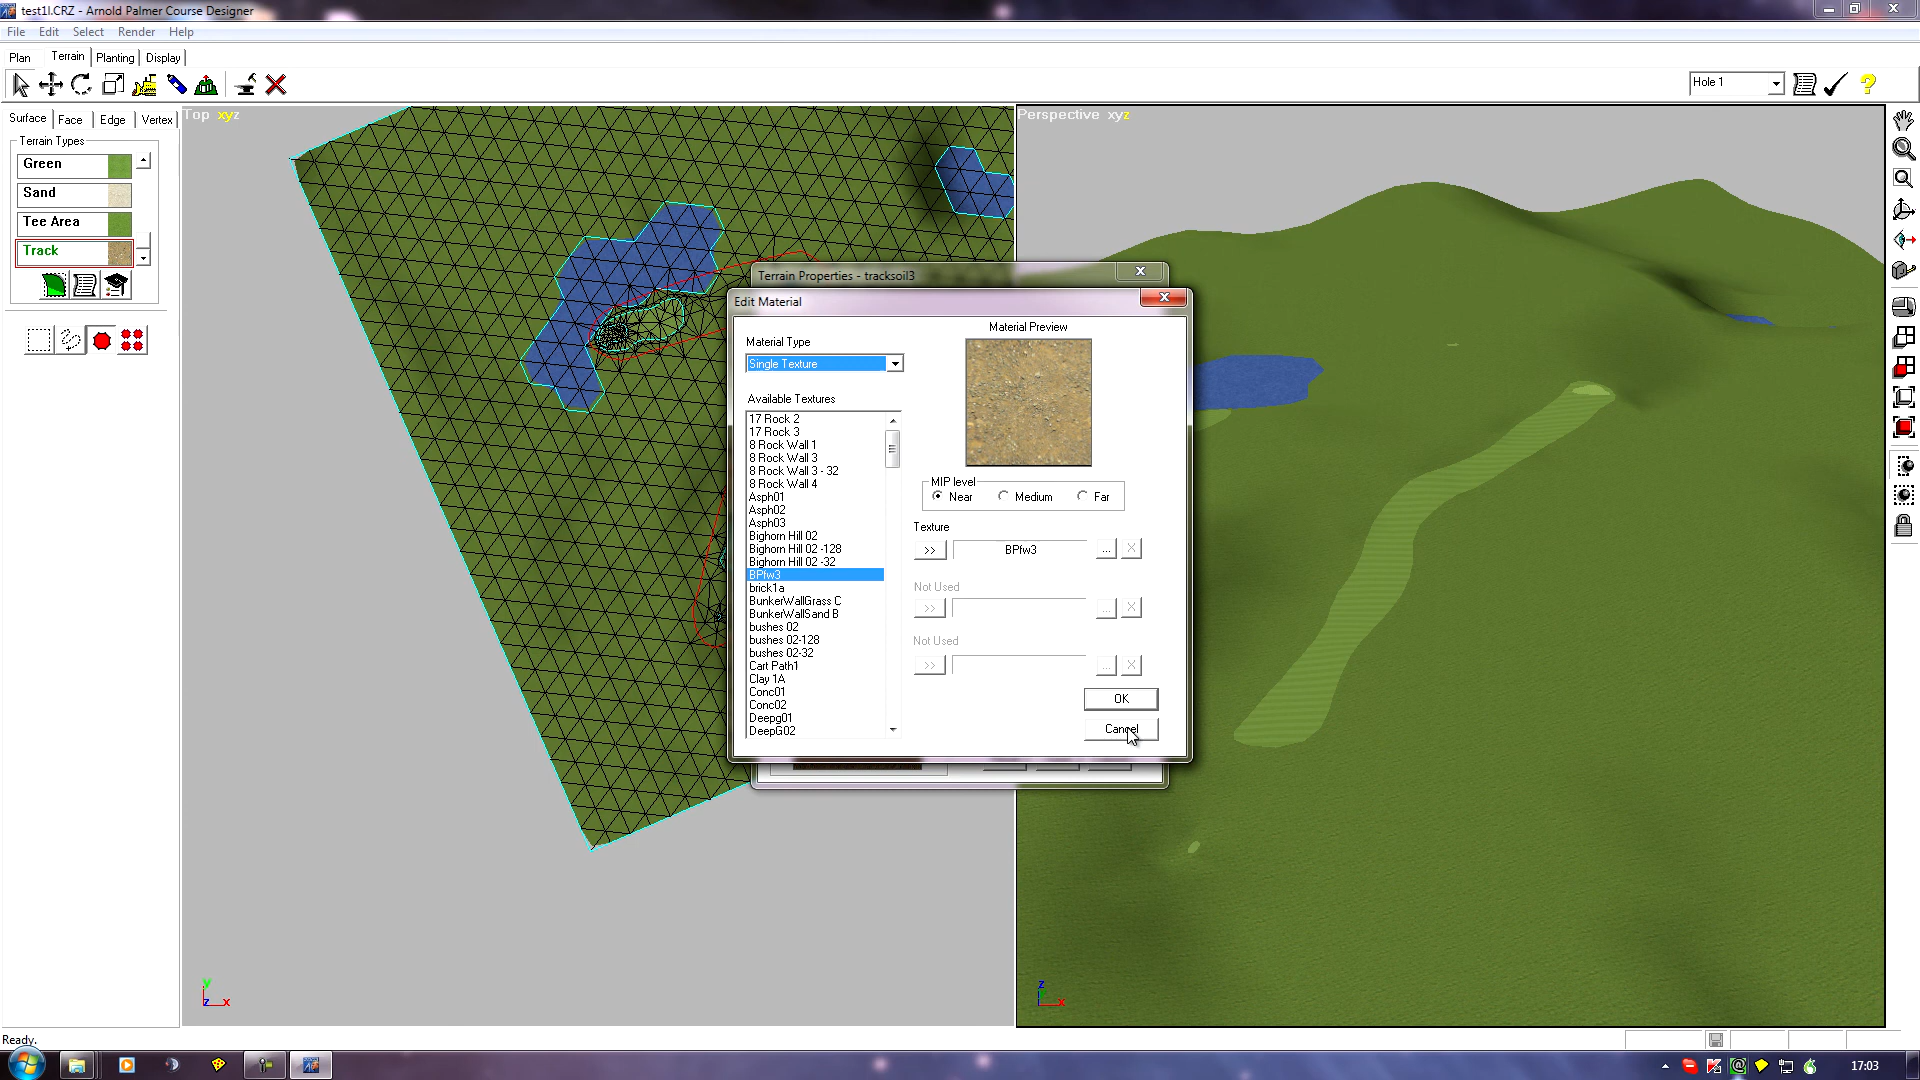 test1l.CRZ - Arnold Palmer Course Designer
File Edit Select Render Help
Plan Terrain Planting Display
Hole 1
Surface Face Edge Vertex
Terrain Types
Green
Sand
Tee Area
Track
Top xyz
Perspective xyz
Terrain Properties - tracksoil3
Edit Material
Material Preview
Material Type
Single Texture
Available Textures
17 Rock 2
17 Rock 3
8 Rock Wall 1
8 Rock Wall 3
8 Rock Wall 3 - 32
8 Rock Wall 4
Asph01
Asph02
Asph03
Bighorn Hill 02
Bighorn Hill 02 -128
Bighorn Hill 02 -32
BPfw3
brick1a
BunkerWallGrass C
BunkerWallSand B
bushes 02
bushes 02-128
bushes 02-32
Cart Path1
Clay 1A
Conc01
Conc02
Deepg01
DeepG02
MIP level
Near Medium Far
Texture
>> BPfw3 ... X
Not Used
>> ... X
Not Used
>> ... X
OK
Cancel
y
z x
z
x
Ready.
17:03